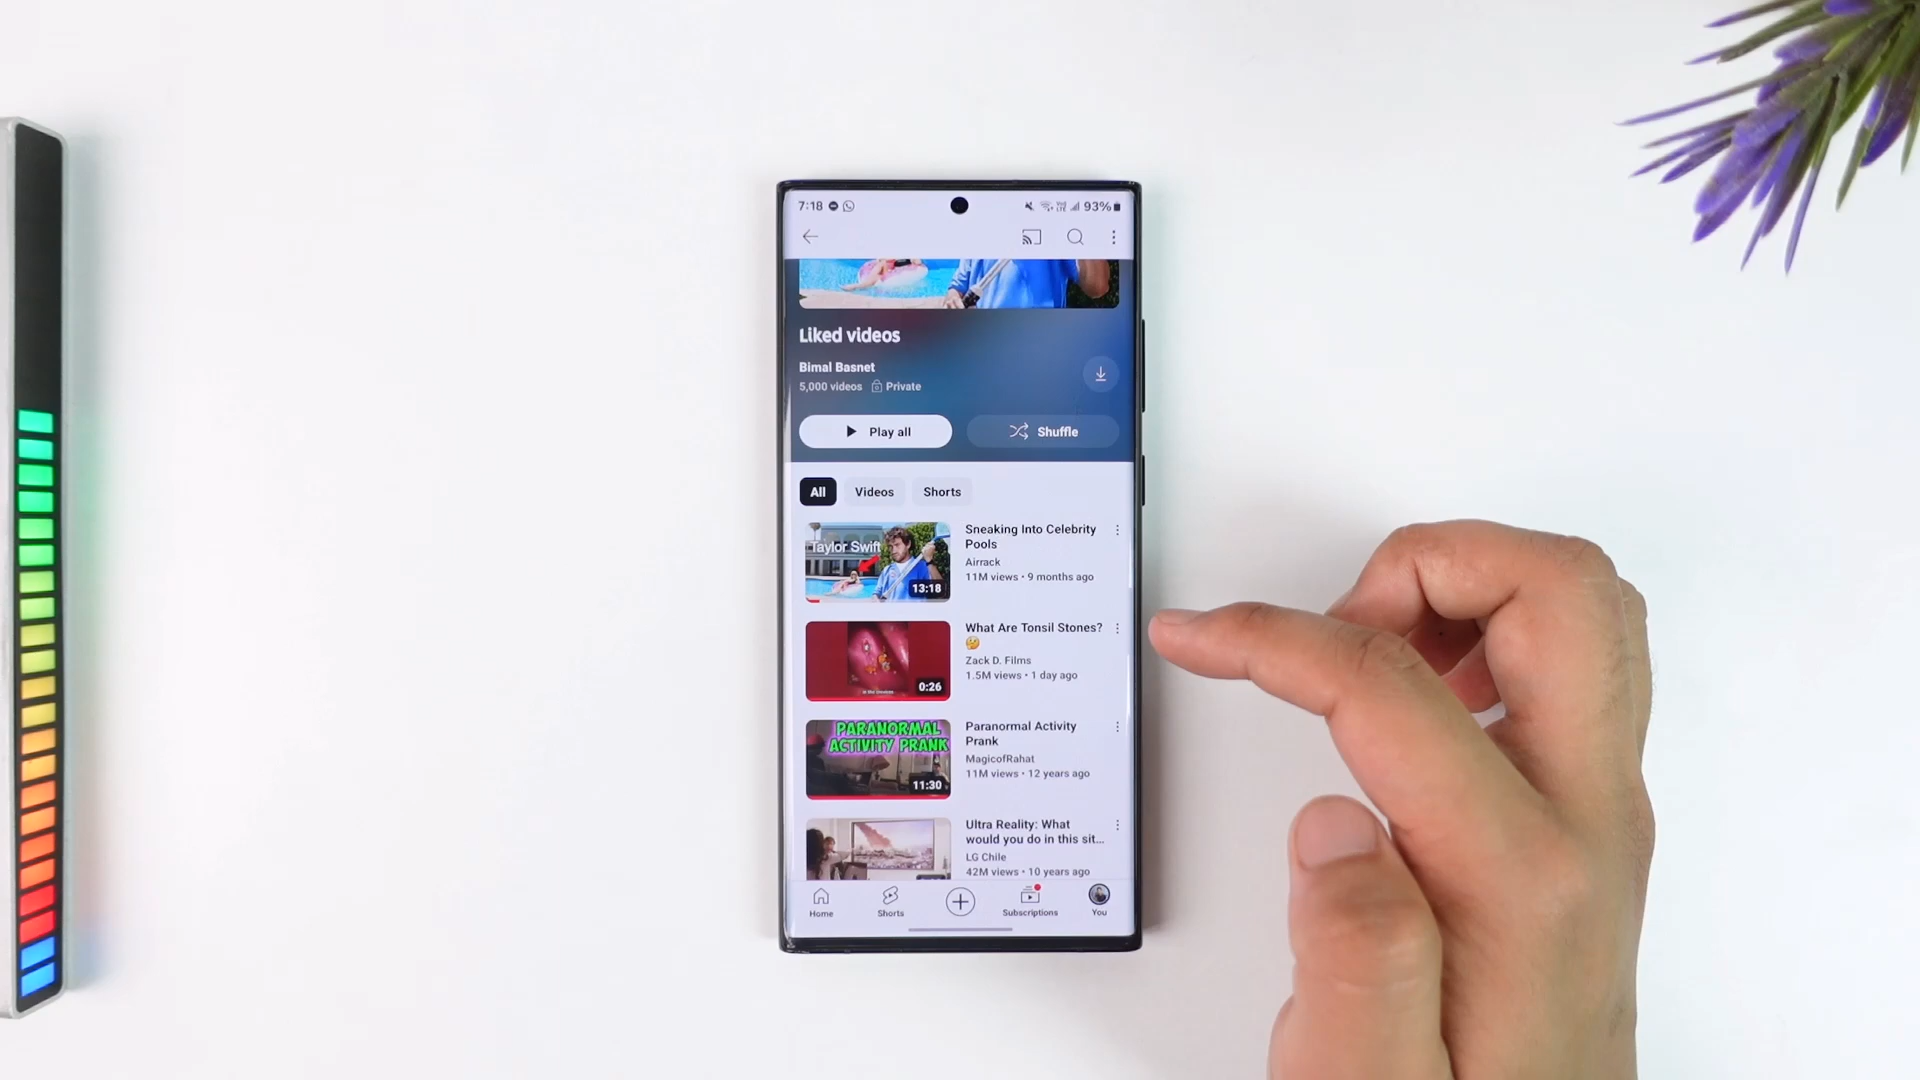 7:18
93%
Liked videos
Bimal Basnet
5,000 videos Private
Play all
Shuffle
All
Videos
Shorts
Taylor Swift
13:18
Sneaking Into Celebrity
Pools
Airrack
11M views • 9 months ago
0:26
What Are Tonsil Stones?
🤔
Zack D. Films
1.5M views • 1 day ago
PARANORMAL
ACTIVITY PRANK
11:30
Paranormal Activity
Prank
MagicofRahat
11M views • 12 years ago
Ultra Reality: What
would you do in this sit...
LG Chile
42M views • 10 years ago
Home
Shorts
Subscriptions
You